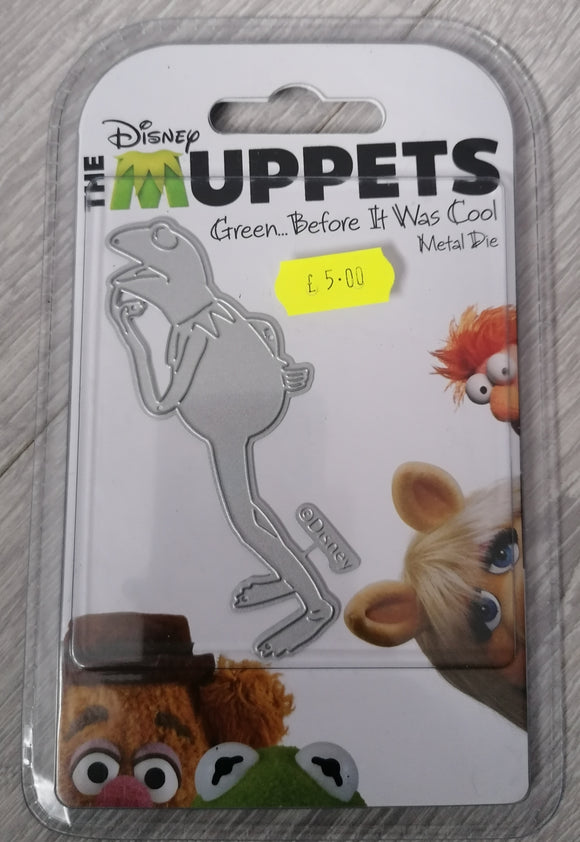 Disney
THE MUPPETS
Green... Before It Was Cool
Metal Die
£ 5.00
©Disney